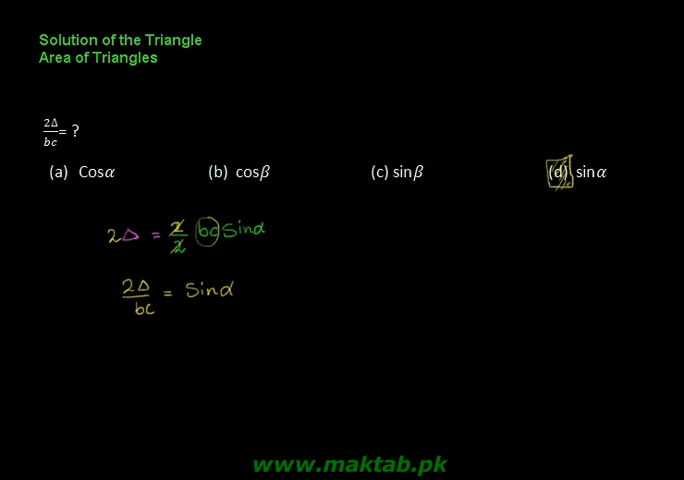 Solution of the Triangle
Area of Triangles
2Δ/bc = ?
(a) Cosα (b) cosβ (c) sinβ (d) sinα
2Δ = 2/2 bc Sinα
2Δ/bc = Sinα
www.maktab.pk